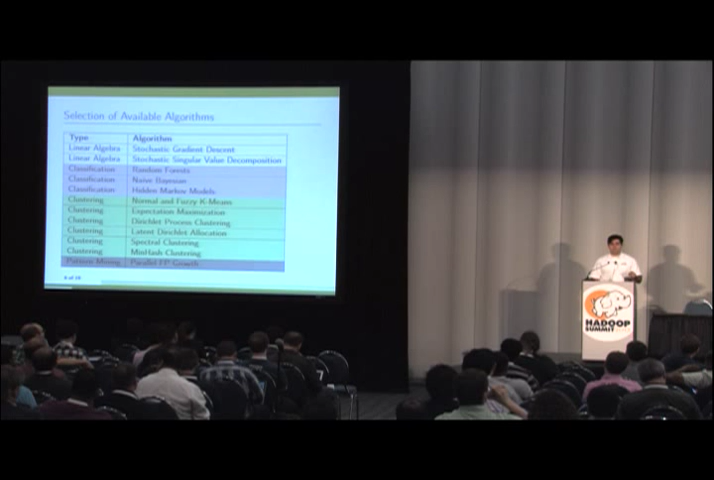 Selection of Available Algorithms
Type Algorithm
Linear Algebra Stochastic Gradient Descent
Linear Algebra Stochastic Singular Value Decomposition
Classification Random Forests
Classification Naive Bayesian
Classification Hidden Markov Models
Clustering Normal and Fuzzy K-Means
Clustering Expectation Maximization
Clustering Dirichlet Process Clustering
Clustering Latent Dirichlet Allocation
Clustering Spectral Clustering
Clustering MinHash Clustering
Pattern Mining Parallel FP Growth
HADOOP
SUMMIT